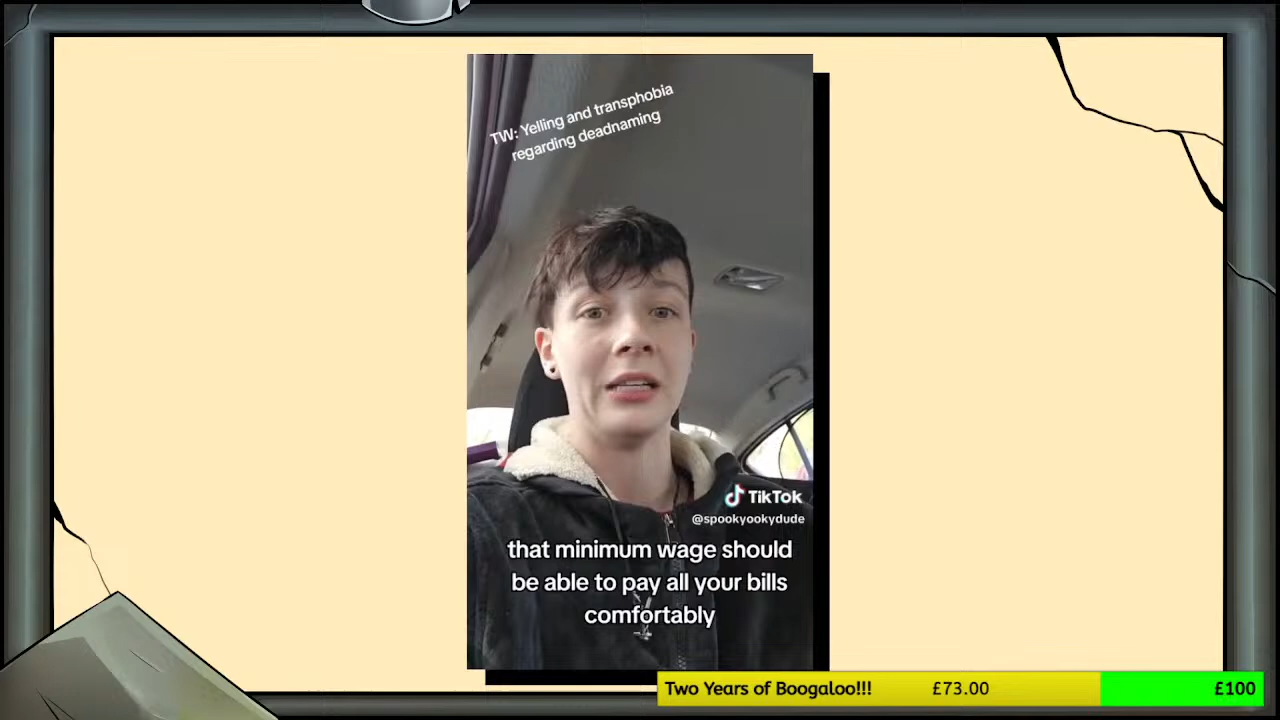 TW: Yelling and transphobia
regarding deadnaming
TikTok
@spookyookydude
that minimum wage should
be able to pay all your bills
comfortably
Two Years of Boogaloo!!! £73.00 £100